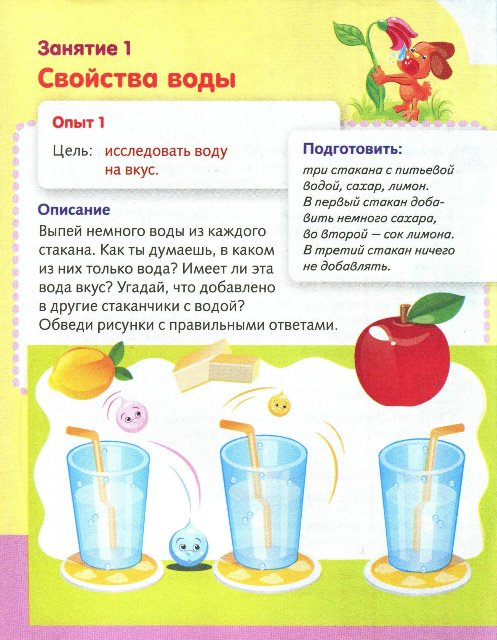 Занятие 1
Свойства воды
Опыт 1
Цель: исследовать воду
на вкус.
Подготовить:
три стакана с питьевой
водой, сахар, лимон.
В первый стакан доба-
вить немного сахара,
во второй – сок лимона.
В третий стакан ничего
не добавлять.
Описание
Выпей немного воды из каждого
стакана. Как ты думаешь, в каком
из них только вода? Имеет ли эта
вода вкус? Угадай, что добавлено
в другие стаканчики с водой?
Обведи рисунки с правильными ответами.